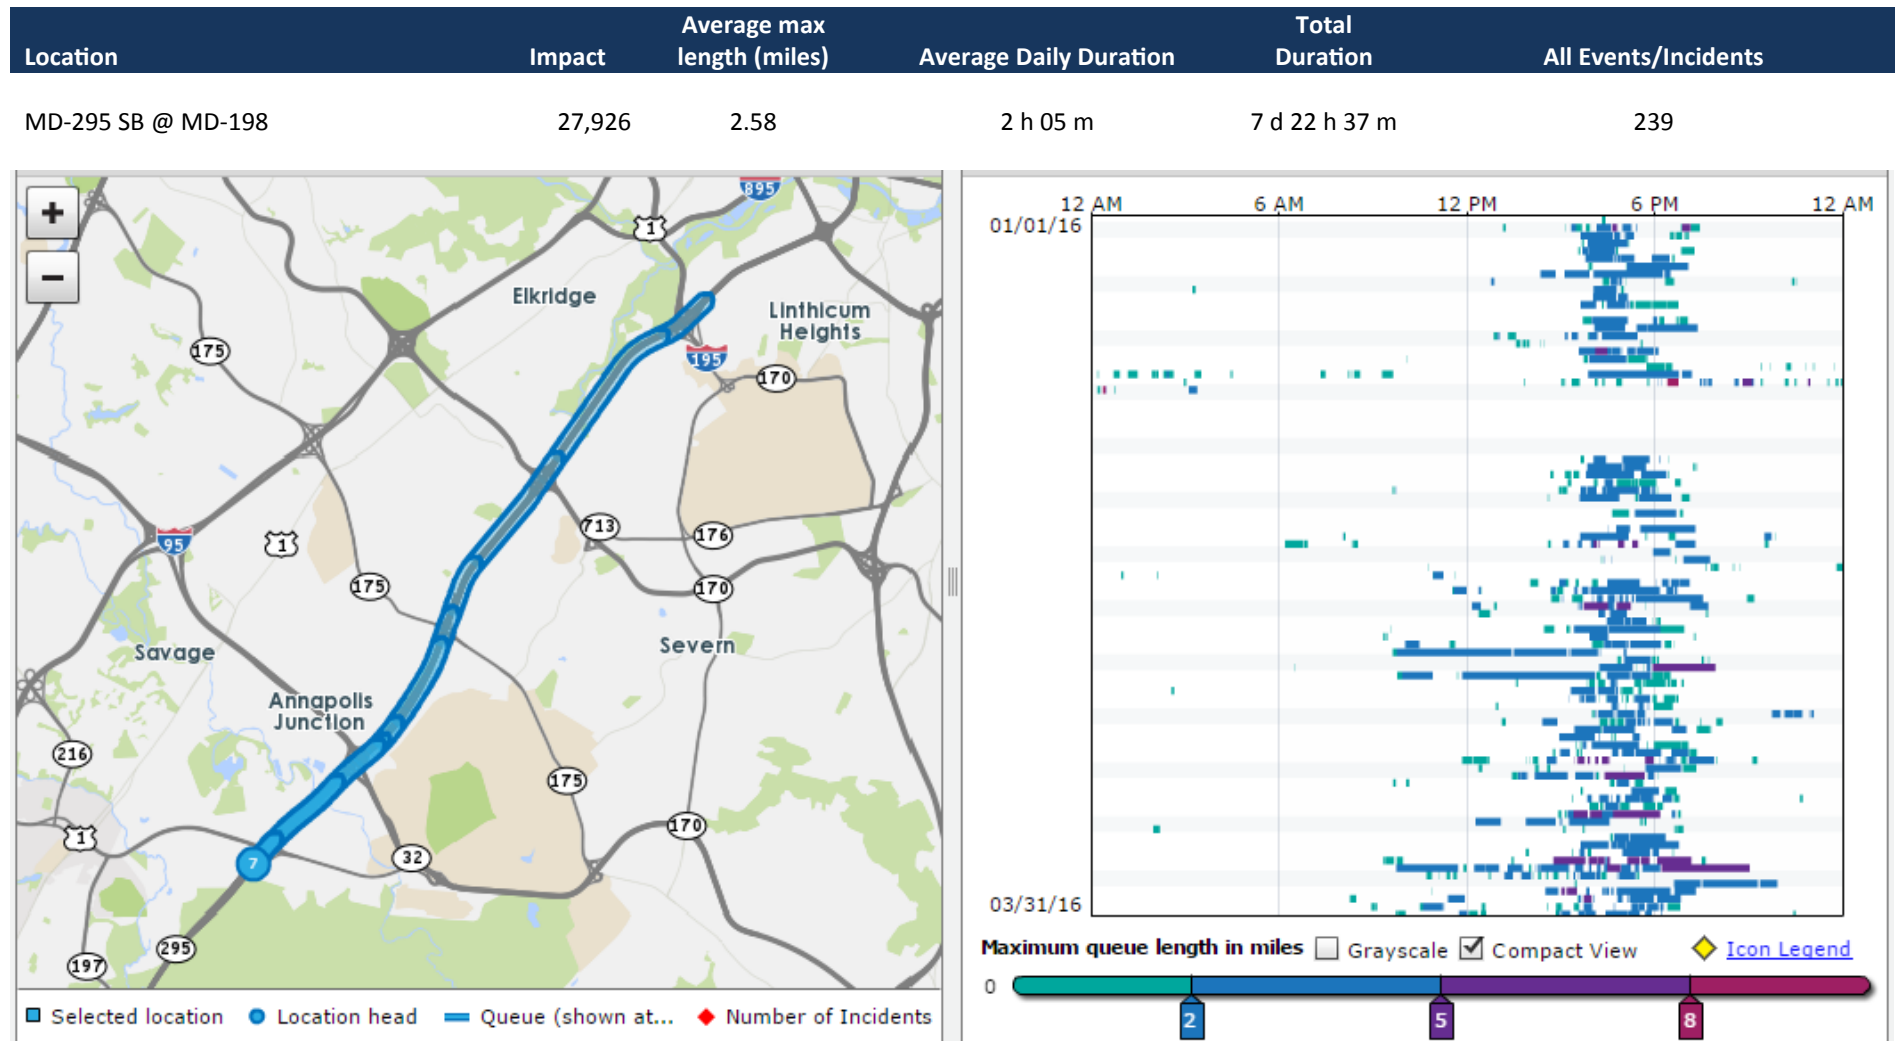 Location Impact Average max length (miles) Average Daily Duration Total Duration All Events/Incidents
MD-295 SB @ MD-198 27,926 2.58 2 h 05 m 7 d 22 h 37 m 239
+
−
895
1
Elkridge
Linthicum
Heights
175
195
170
713
176
95
1
175
170
Savage
Severn
Annapolis
Junction
216
175
1
170
32
7
295
197
Selected location Location head Queue (shown at... Number of Incidents
12 AM 6 AM 12 PM 6 PM 12 AM
01/01/16
03/31/16
Maximum queue length in miles Grayscale Compact View Icon Legend
0
2 5 8